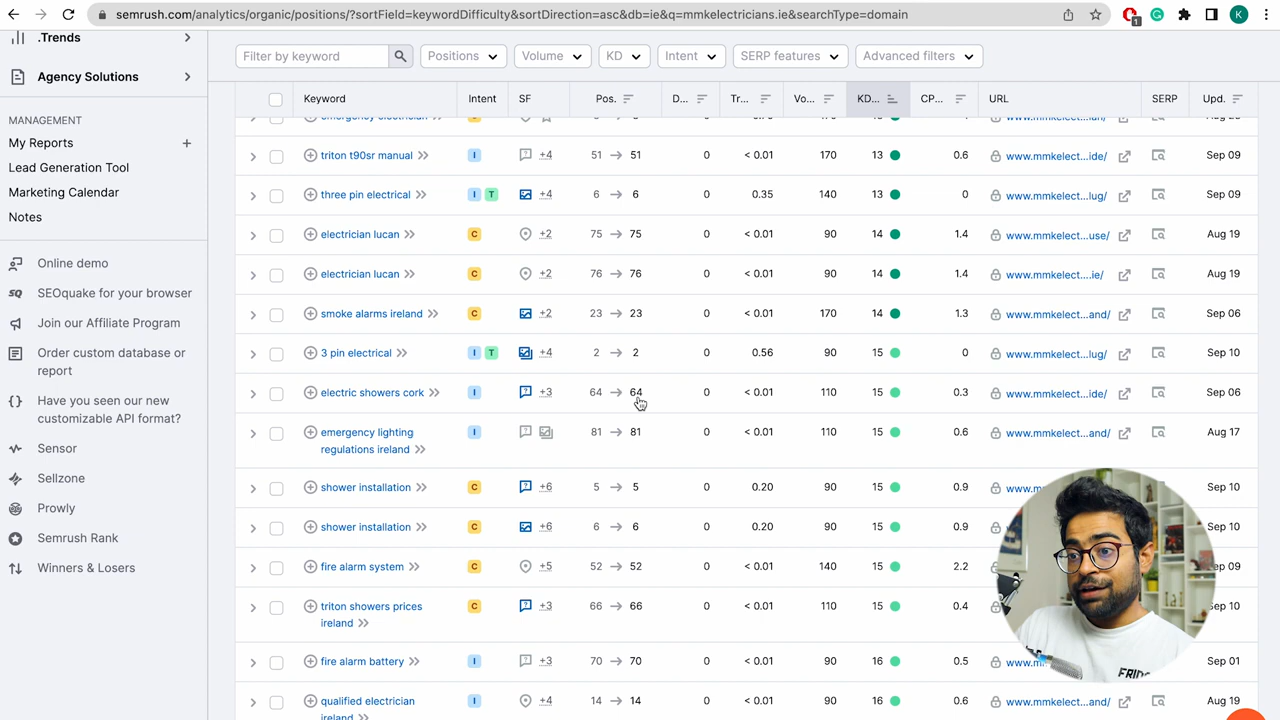 semrush.com/analytics/organic/positions/?sortField=keywordDifficulty&sortDirection=asc&db=ie&q=mmkelectricians.ie&searchType=domain
1
K
.Trends
Agency Solutions
MANAGEMENT
My Reports
Lead Generation Tool
Marketing Calendar
Notes
Online demo
SEOquake for your browser
Join our Affiliate Program
Order custom database or
report
Have you seen our new
customizable API format?
Sensor
Sellzone
Prowly
Semrush Rank
Winners & Losers
Filter by keyword Positions Volume KD Intent SERP features Advanced filters
Keyword Intent SF Pos. D... Tr... Vo... KD... CP... URL SERP Upd.
triton t90sr manual I +4 51 → 51 0 < 0.01 170 13 0.6 www.mmkelect...ide/ Sep 09
three pin electrical I T +4 6 → 6 0 0.35 140 13 0 www.mmkelect...lug/ Sep 09
electrician lucan C +2 75 → 75 0 < 0.01 90 14 1.4 www.mmkelect...use/ Aug 19
electrician lucan C +2 76 → 76 0 < 0.01 90 14 1.4 www.mmkelect....ie/ Aug 19
smoke alarms ireland C +2 23 → 23 0 < 0.01 170 14 1.3 www.mmkelect...and/ Sep 06
3 pin electrical I T +4 2 → 2 0 0.56 90 15 0 www.mmkelect...lug/ Sep 10
electric showers cork I +3 64 → 64 0 < 0.01 110 15 0.3 www.mmkelect...ide/ Sep 06
emergency lighting I 81 → 81 0 < 0.01 110 15 0.6 www.mmkelect...and/ Aug 17
regulations ireland
shower installation C +6 5 → 5 0 0.20 90 15 0.9 www.m Sep 10
shower installation C +6 6 → 6 0 0.20 90 15 0.9 www. Sep 10
fire alarm system C +5 52 → 52 0 < 0.01 140 15 2.2 ep 09
triton showers prices C +3 66 → 66 0 < 0.01 110 15 0.4 Sep 10
ireland
fire alarm battery I +3 70 → 70 0 < 0.01 90 16 0.5 www.m Sep 01
qualified electrician I +4 14 → 14 0 < 0.01 90 16 0.6 www.mmkelect...and/ Aug 19
ireland